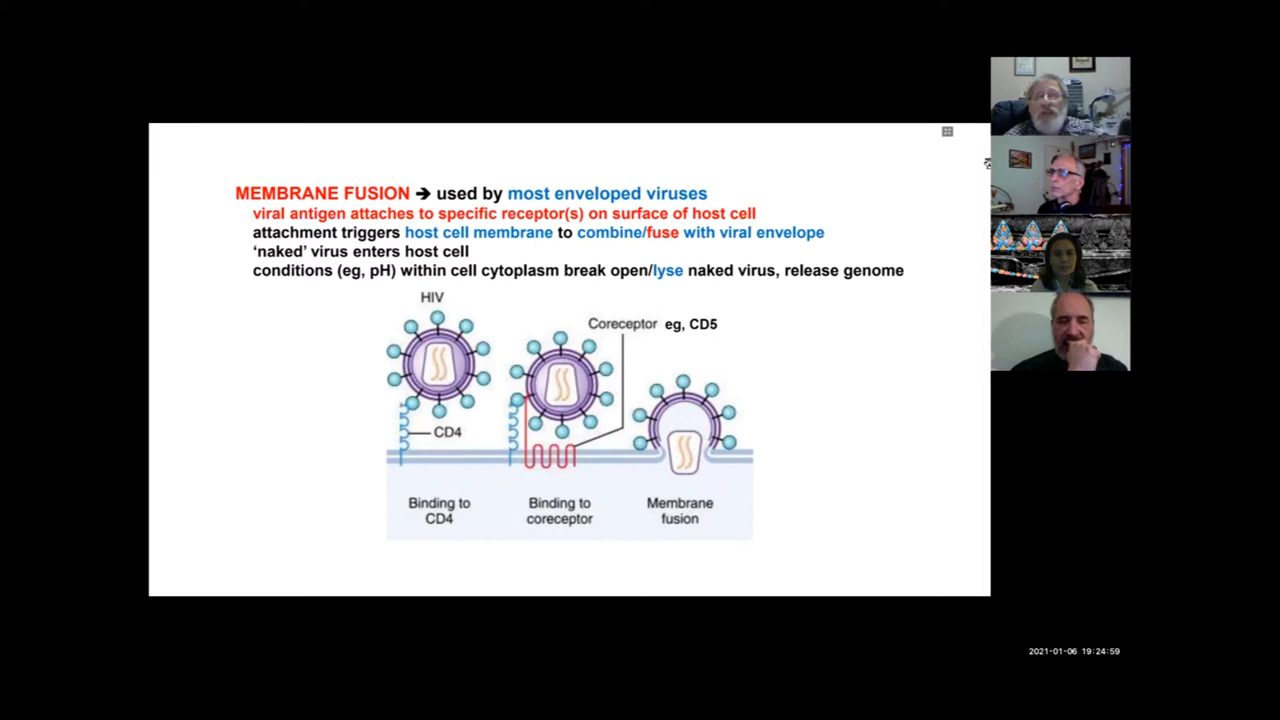 MEMBRANE FUSION ➔ used by most enveloped viruses
viral antigen attaches to specific receptor(s) on surface of host cell
attachment triggers host cell membrane to combine/fuse with viral envelope
‘naked’ virus enters host cell
conditions (eg, pH) within cell cytoplasm break open/lyse naked virus, release genome
HIV
Coreceptor eg, CD5
CD4
Binding to
CD4
Binding to
coreceptor
Membrane
fusion
2021-01-06 19:24:59